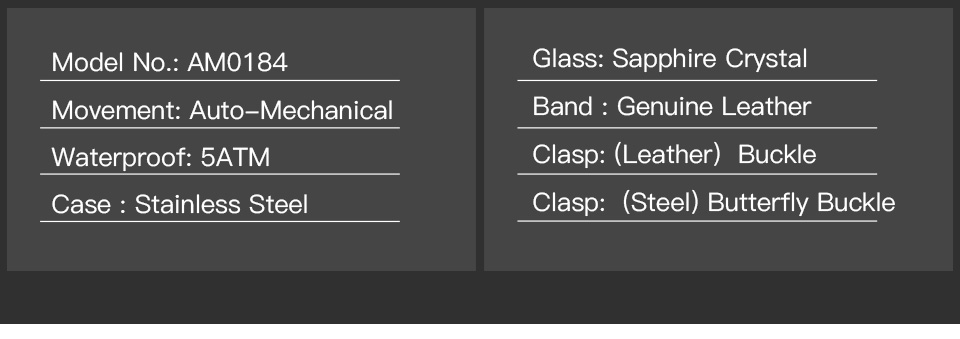 Model No.: AM0184
Movement: Auto–Mechanical
Waterproof: 5ATM
Case : Stainless Steel
Glass: Sapphire Crystal
Band : Genuine Leather
Clasp: (Leather) Buckle
Clasp: (Steel) Butterfly Buckle